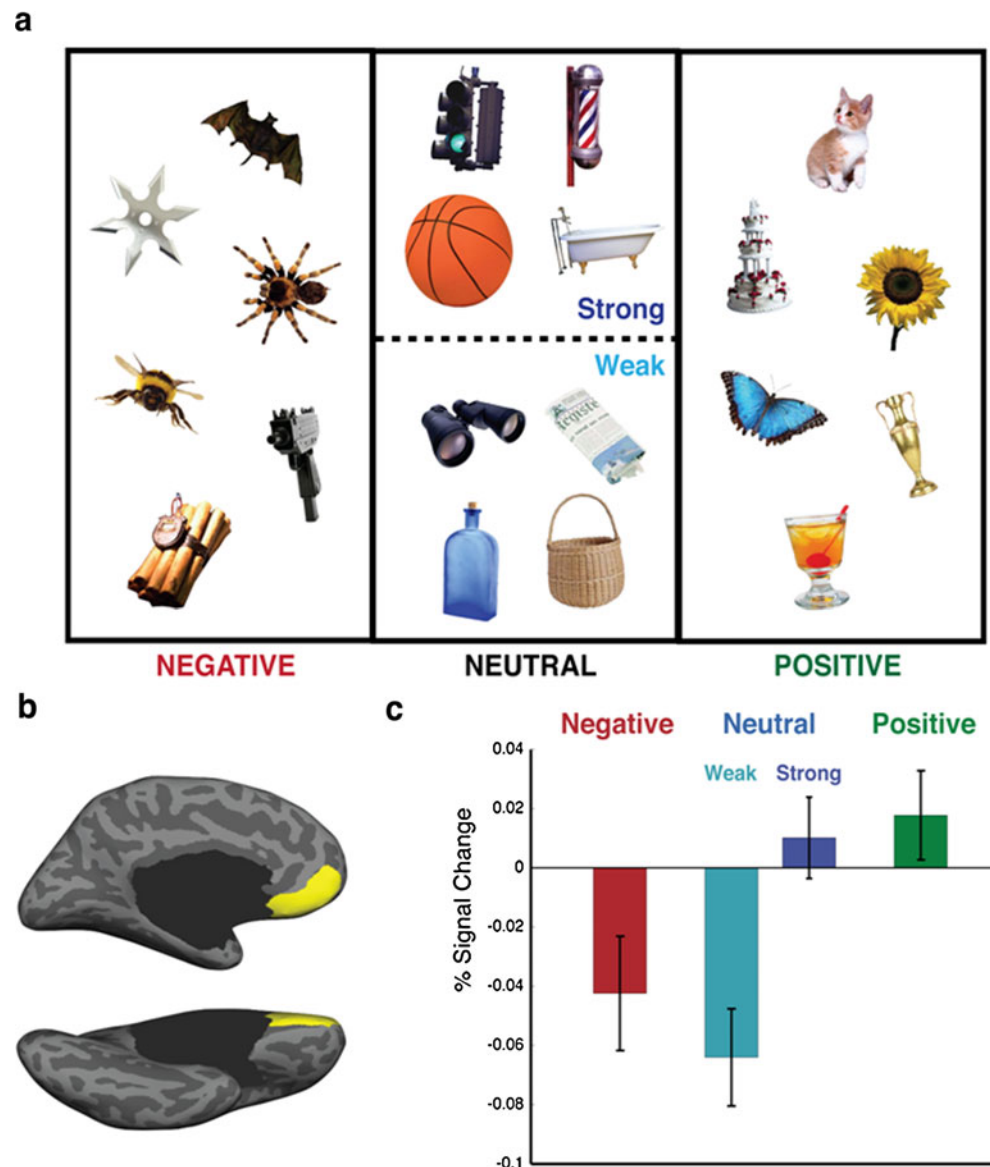 a
Strong
Weak
egiste
NEGATIVE NEUTRAL POSITIVE
b
c
Negative Neutral Positive
Weak Strong
% Signal Change
0.04
0.02
0
-0.02
-0.04
-0.06
-0.08
-0.1